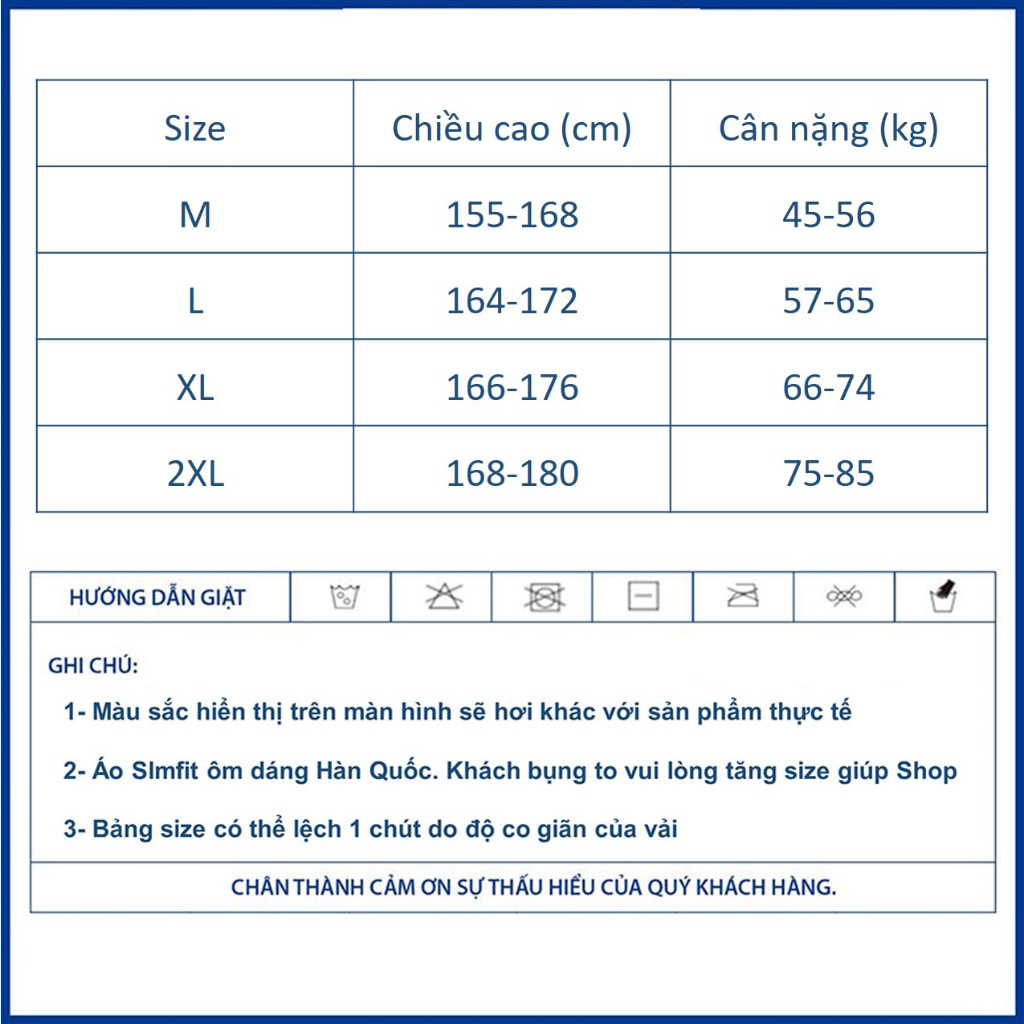 Size Chiều cao (cm) Cân nặng (kg)
M 155-168 45-56
L 164-172 57-65
XL 166-176 66-74
2XL 168-180 75-85
HƯỚNG DẪN GIẶT
GHI CHÚ:
1- Màu sắc hiển thị trên màn hình sẽ hơi khác với sản phẩm thực tế
2- Áo Slmfit ôm dáng Hàn Quốc. Khách bụng to vui lòng tăng size giúp Shop
3- Bảng size có thể lệch 1 chút do độ co giãn của vải
CHÂN THÀNH CẢM ƠN SỰ THẤU HIỂU CỦA QUÝ KHÁCH HÀNG.